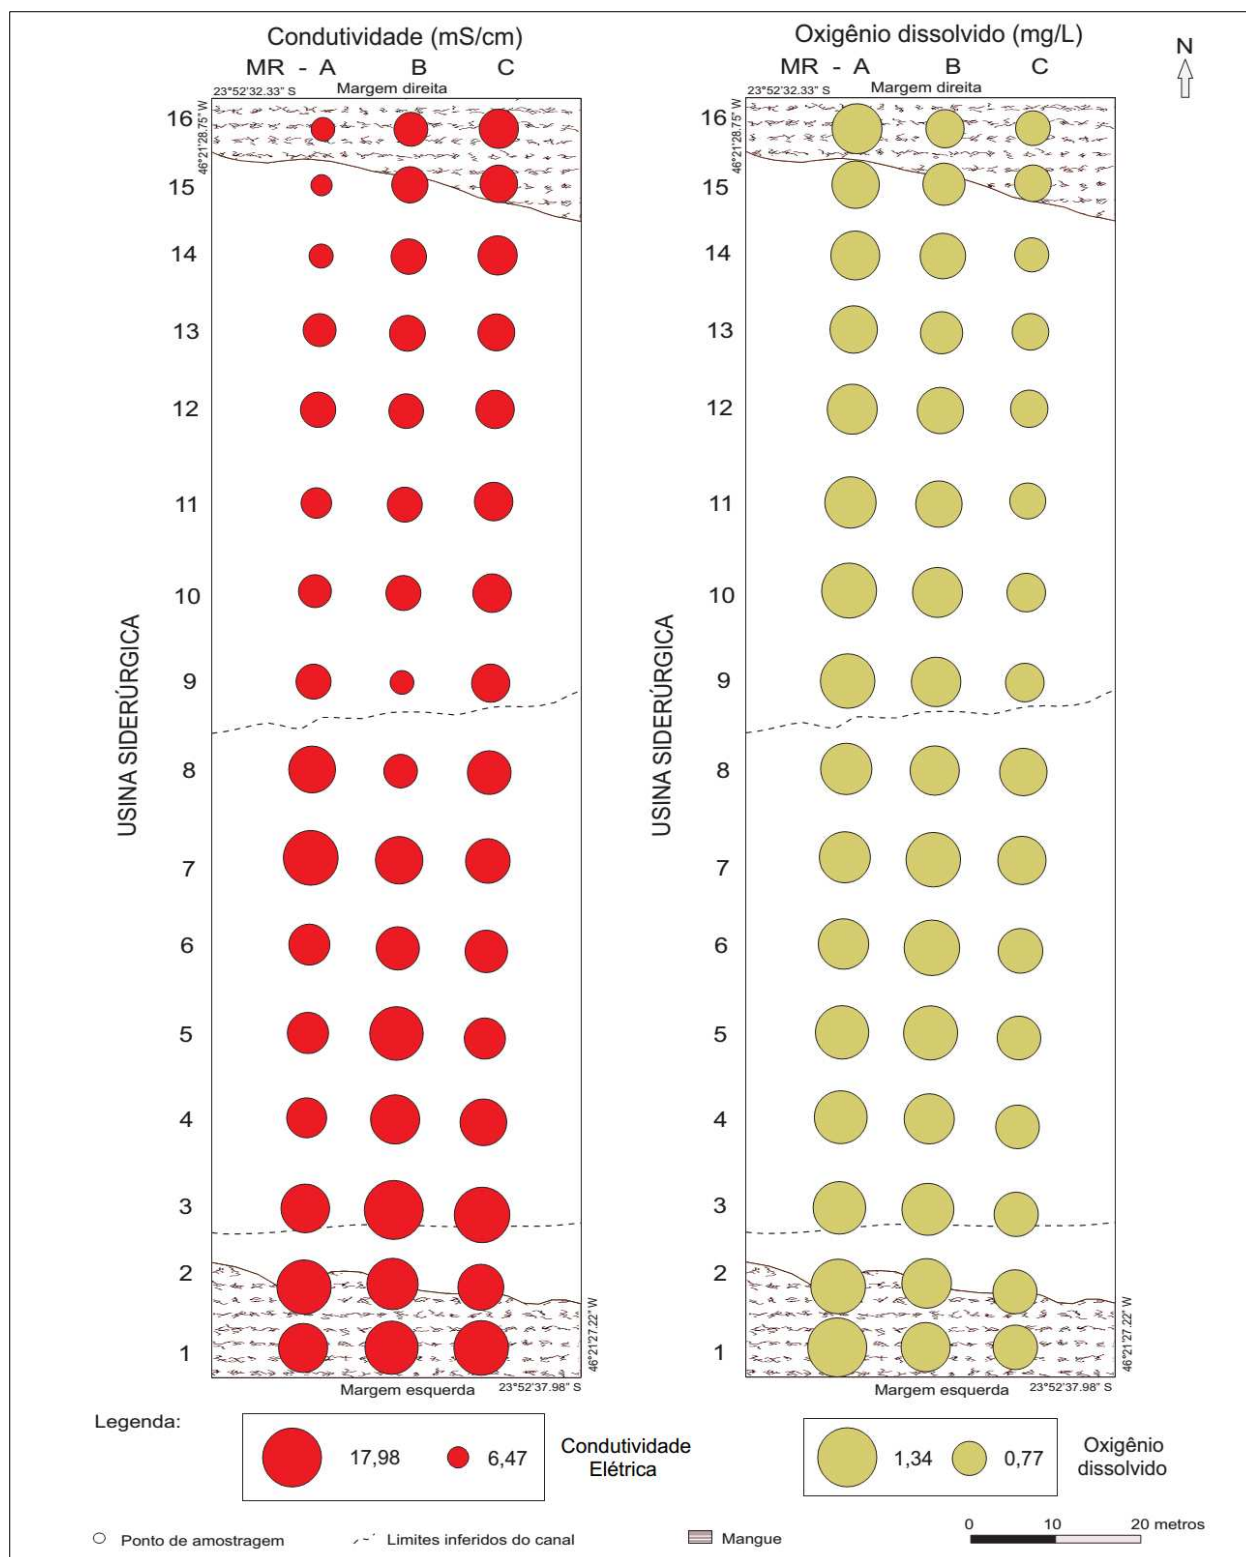 Condutividade (mS/cm)
MR - A B C
23°52'32.33" S Margem direita
46°21'28.75" W
16
15
14
13
12
11
10
9
8
7
6
5
4
3
2
1
USINA SIDERÚRGICA
46°21'27.22" W
Margem esquerda 23°52'37.98" S
Oxigênio dissolvido (mg/L)
MR - A B C
23°52'32.33" S Margem direita
46°21'28.75" W
16
15
14
13
12
11
10
9
8
7
6
5
4
3
2
1
USINA SIDERÚRGICA
46°21'27.22" W
Margem esquerda 23°52'37.98" S
N
Legenda:
17,98 6,47 Condutividade
Elétrica
1,34 0,77 Oxigênio
dissolvido
Ponto de amostragem Limites inferidos do canal Mangue
0 10 20 metros